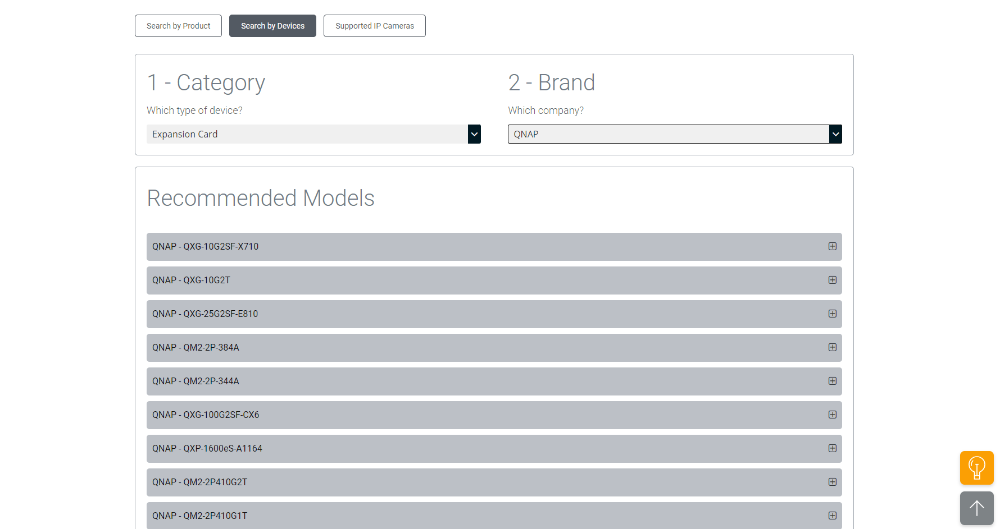 Search by Product
Search by Devices
Supported IP Cameras
1 - Category
Which type of device?
Expansion Card
2 - Brand
Which company?
QNAP
Recommended Models
QNAP - QXG-10G2SF-X710
QNAP - QXG-10G2T
QNAP - QXG-25G2SF-E810
QNAP - QM2-2P-384A
QNAP - QM2-2P-344A
QNAP - QXG-100G2SF-CX6
QNAP - QXP-1600eS-A1164
QNAP - QM2-2P410G2T
QNAP - QM2-2P410G1T